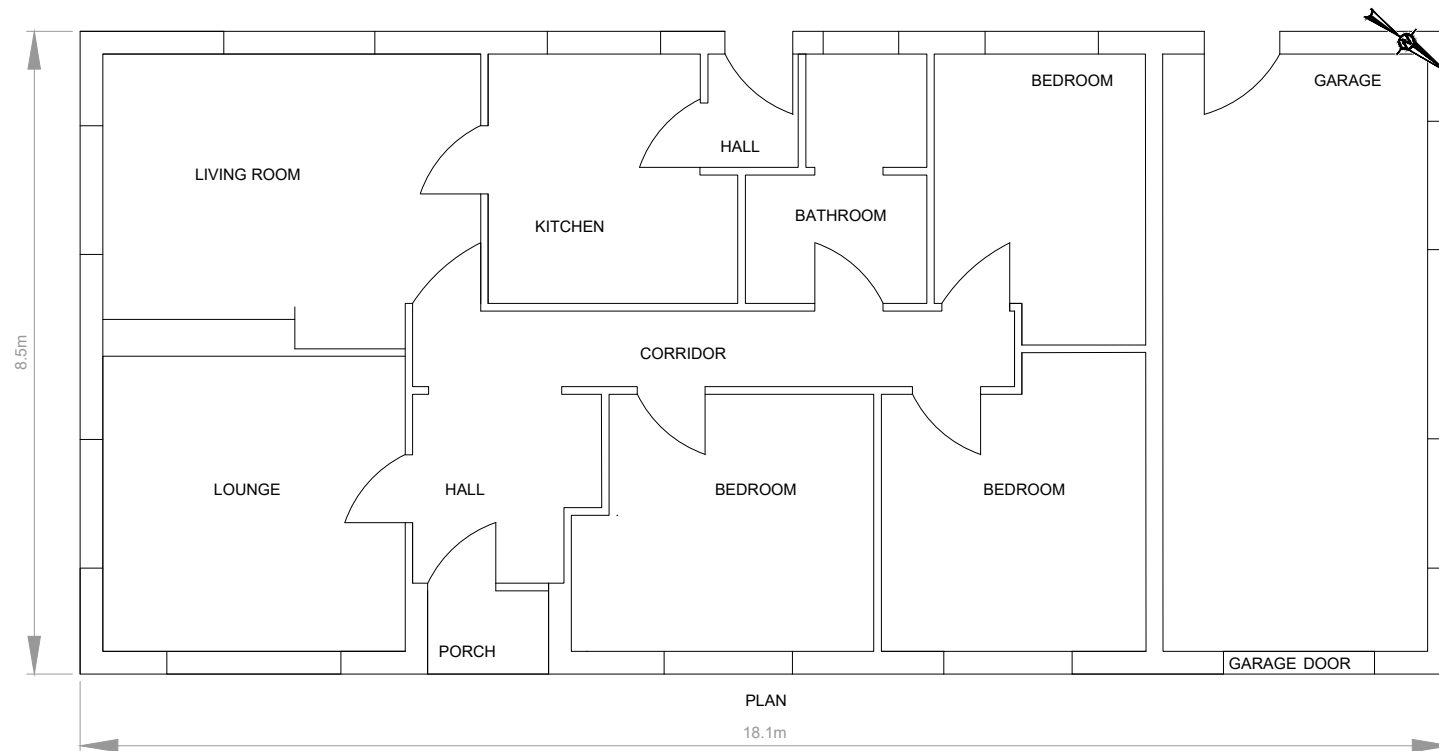 BEDROOM
GARAGE
HALL
LIVING ROOM
BATHROOM
KITCHEN
8.5m
CORRIDOR
LOUNGE
HALL
BEDROOM
BEDROOM
PORCH
GARAGE DOOR
PLAN
18.1m